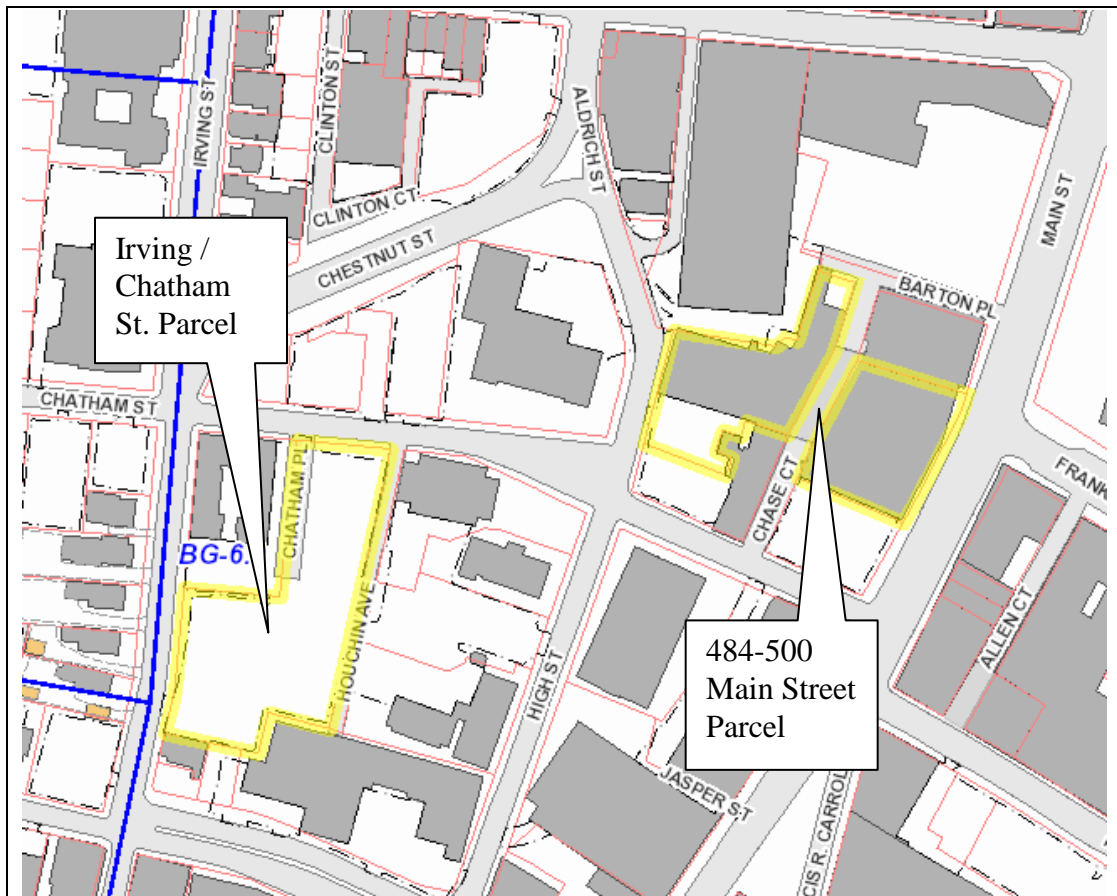 IRVING ST
CLINTON ST
CLINTON ST
ALDRICH ST
MAIN ST
CLINTON CT
CHESTNUT ST
Irving /
Chatham
St. Parcel
BARTON PL
CHATHAM ST
CHATHAM PL
CHASE CT
FRANK
BG-6.
HOUCHIN AVE
ALLEN CT
HIGH ST
484-500
Main Street
Parcel
JASPER ST
CIS R. CARROL